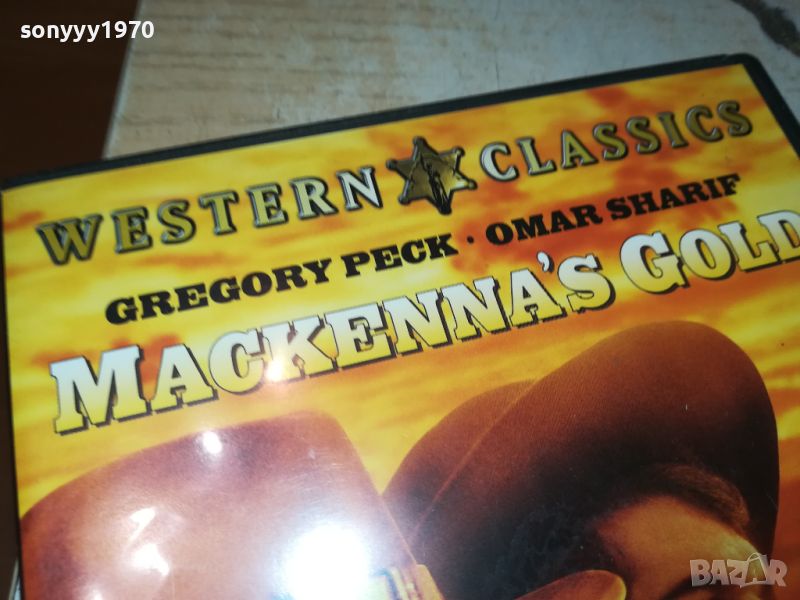 sonyyy1970
WESTERN CLASSICS
GREGORY PECK · OMAR SHARIF
MACKENNA'S GOLD
BAZAR